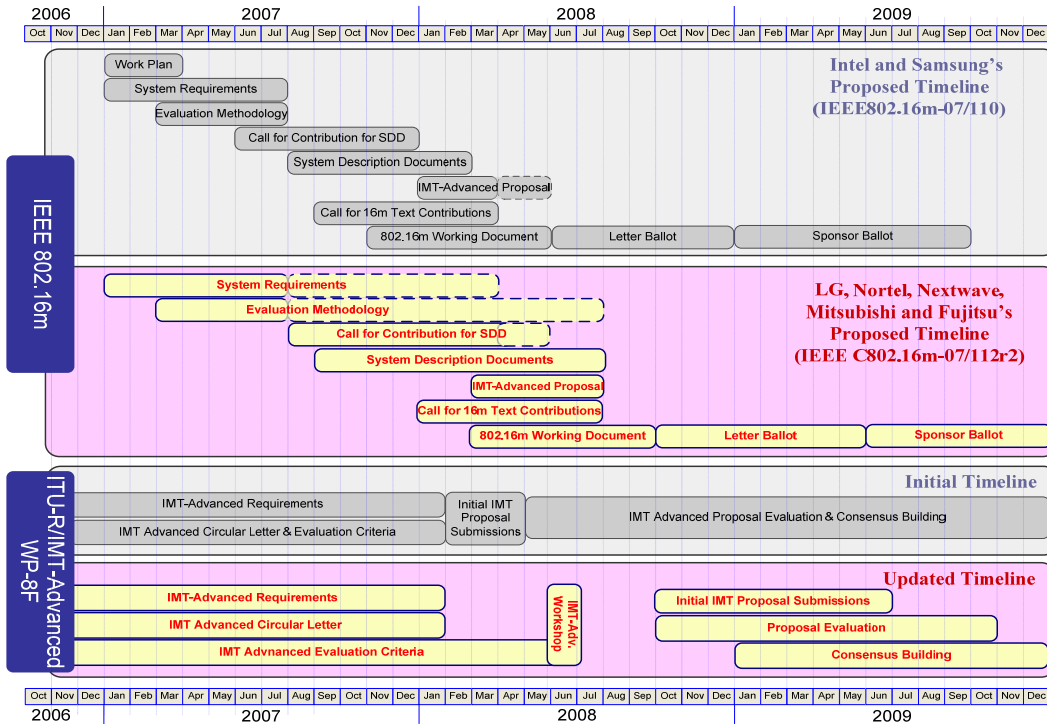 2006 2007 2008 2009
Oct Nov Dec Jan Feb Mar Apr May Jun Jul Aug Sep Oct Nov Dec Jan Feb Mar Apr May Jun Jul Aug Sep Oct Nov Dec Jan Feb Mar Apr May Jun Jul Aug Sep Oct Nov Dec
IEEE 802.16m
Intel and Samsung's
Proposed Timeline
(IEEE802.16m-07/110)
Work Plan
System Requirements
Evaluation Methodology
Call for Contribution for SDD
System Description Documents
IMT-Advanced Proposal
Call for 16m Text Contributions
802.16m Working Document
Letter Ballot
Sponsor Ballot
LG, Nortel, Nextwave,
Mitsubishi and Fujitsu's
Proposed Timeline
(IEEE C802.16m-07/112r2)
System Requirements
Evaluation Methodology
Call for Contribution for SDD
System Description Documents
IMT-Advanced Proposal
Call for 16m Text Contributions
802.16m Working Document
Letter Ballot
Sponsor Ballot
ITU-R/IMT-Advanced
WP-8F
Initial Timeline
IMT-Advanced Requirements
IMT Advanced Circular Letter & Evaluation Criteria
Initial IMT
Proposal
Submissions
IMT Advanced Proposal Evaluation & Consensus Building
Updated Timeline
IMT-Advanced Requirements
IMT Advanced Circular Letter
IMT Advnanced Evaluation Criteria
IMT-Adv.
Workshop
Initial IMT Proposal Submissions
Proposal Evaluation
Consensus Building
Oct Nov Dec Jan Feb Mar Apr May Jun Jul Aug Sep Oct Nov Dec Jan Feb Mar Apr May Jun Jul Aug Sep Oct Nov Dec Jan Feb Mar Apr May Jun Jul Aug Sep Oct Nov Dec
2006 2007 2008 2009